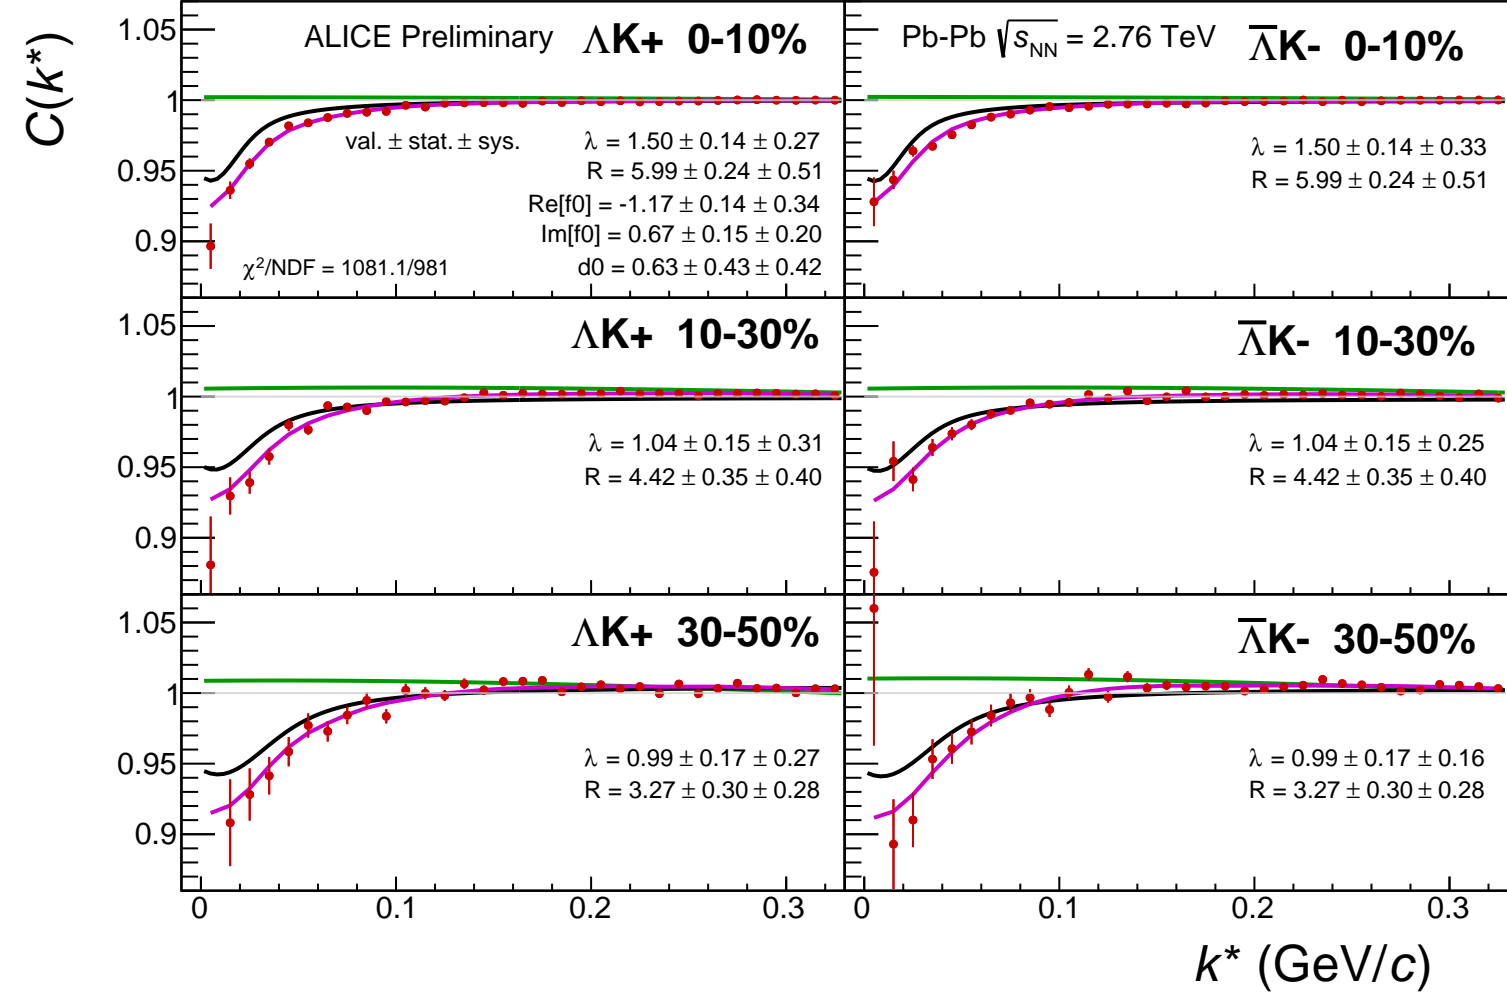 C(k*)
ALICE Preliminary ΛK+ 0-10%
1.05
1
0.95
0.9
val. ± stat. ± sys.
λ = 1.50 ± 0.14 ± 0.27
R = 5.99 ± 0.24 ± 0.51
Re[f0] = -1.17 ± 0.14 ± 0.34
Im[f0] = 0.67 ± 0.15 ± 0.20
d0 = 0.63 ± 0.43 ± 0.42
χ²/NDF = 1081.1/981
Pb-Pb √s_NN = 2.76 TeV Λ̅K- 0-10%
λ = 1.50 ± 0.14 ± 0.33
R = 5.99 ± 0.24 ± 0.51
ΛK+ 10-30%
1.05
1
0.95
0.9
λ = 1.04 ± 0.15 ± 0.31
R = 4.42 ± 0.35 ± 0.40
Λ̅K- 10-30%
λ = 1.04 ± 0.15 ± 0.25
R = 4.42 ± 0.35 ± 0.40
ΛK+ 30-50%
1.05
1
0.95
0.9
λ = 0.99 ± 0.17 ± 0.27
R = 3.27 ± 0.30 ± 0.28
Λ̅K- 30-50%
λ = 0.99 ± 0.17 ± 0.16
R = 3.27 ± 0.30 ± 0.28
0 0.1 0.2 0.3 0 0.1 0.2 0.3
k* (GeV/c)